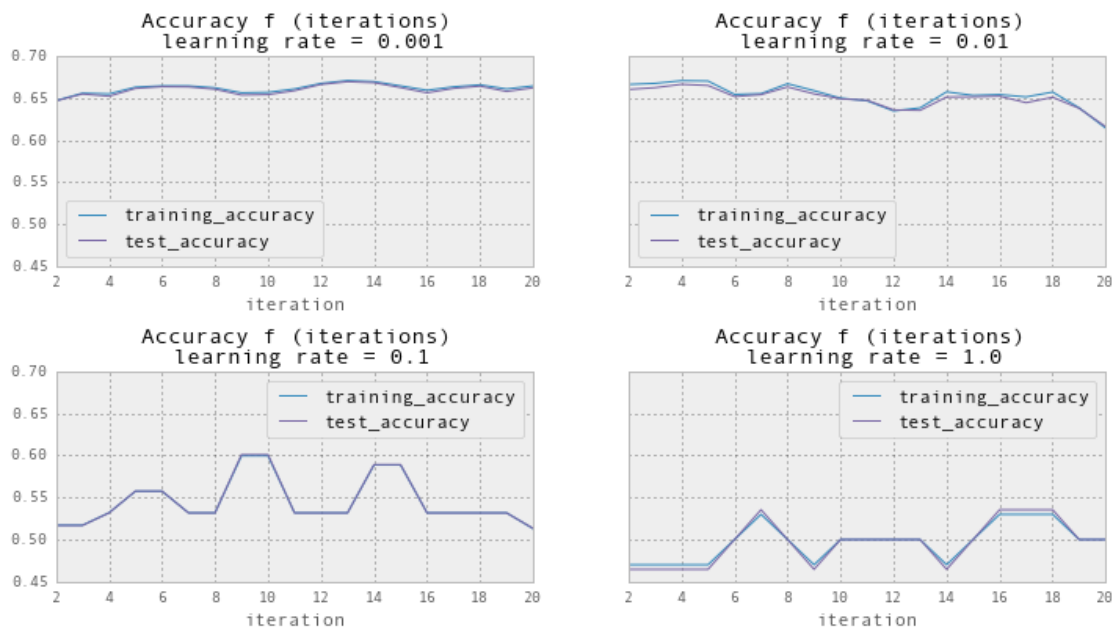 Accuracy f (iterations)
learning rate = 0.001
0.70
0.65
0.60
0.55
0.50
0.45
training_accuracy
test_accuracy
2 4 6 8 10 12 14 16 18 20
iteration
Accuracy f (iterations)
learning rate = 0.01
training_accuracy
test_accuracy
2 4 6 8 10 12 14 16 18 20
iteration
Accuracy f (iterations)
learning rate = 0.1
0.70
0.65
0.60
0.55
0.50
0.45
training_accuracy
test_accuracy
2 4 6 8 10 12 14 16 18 20
iteration
Accuracy f (iterations)
learning rate = 1.0
training_accuracy
test_accuracy
2 4 6 8 10 12 14 16 18 20
iteration